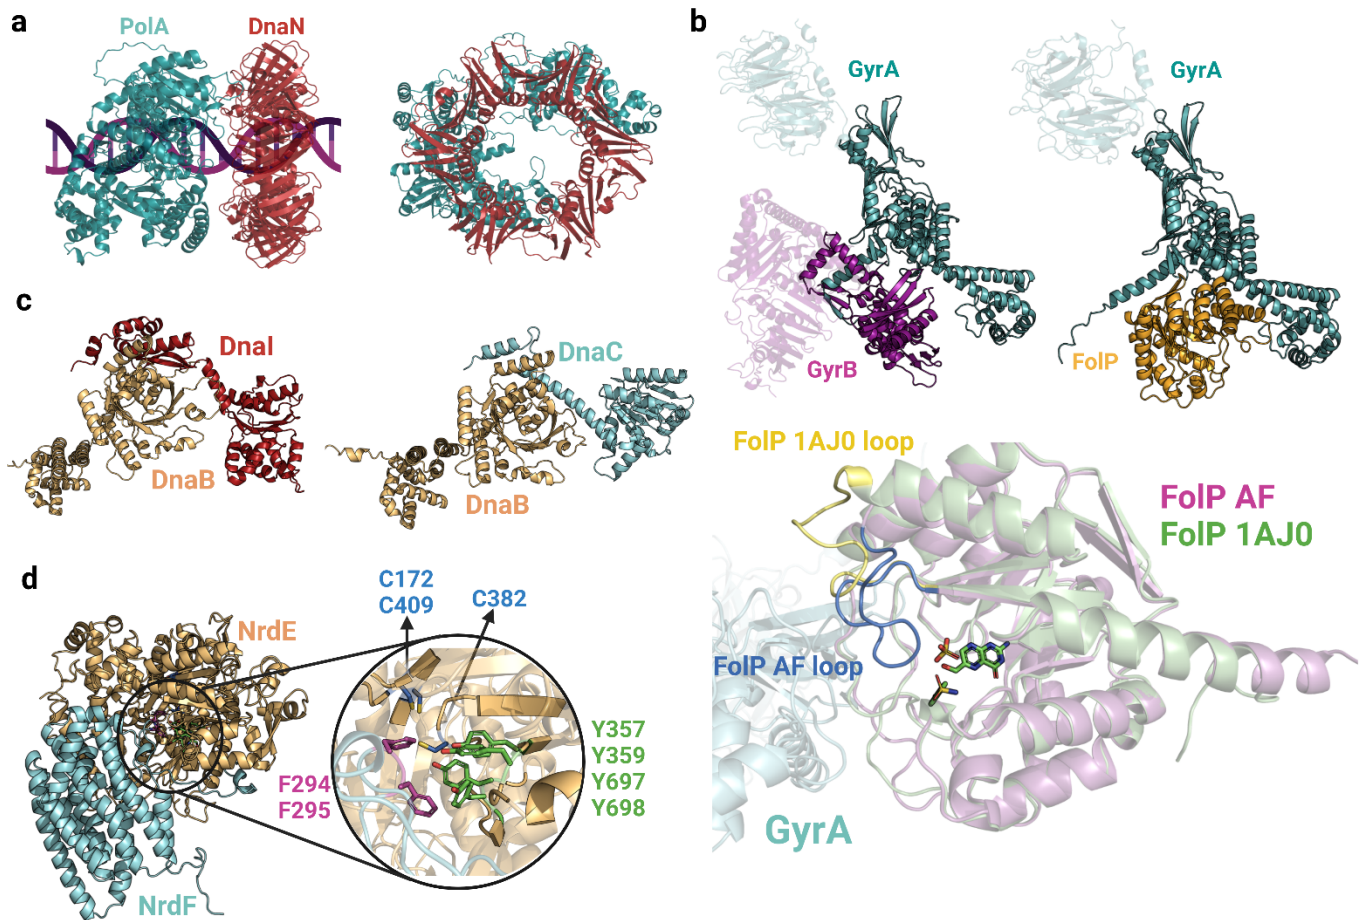 a
PolA
DnaN
b
GyrA
GyrA
GyrB
FolP
c
DnaI
DnaB
DnaC
DnaB
FolP 1AJ0 loop
FolP AF
FolP 1AJ0
FolP AF loop
GyrA
d
NrdE
NrdF
C172
C409
C382
F294
F295
Y357
Y359
Y697
Y698